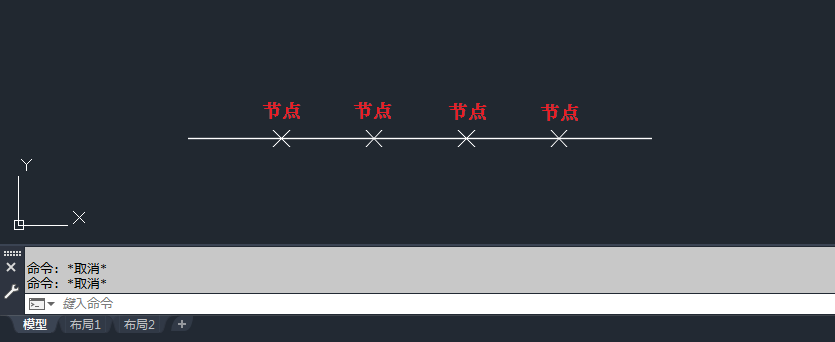 节点 节点 节点 节点
Y
X
命令: *取消*
命令: *取消*
键入命令
模型 布局1 布局2 +